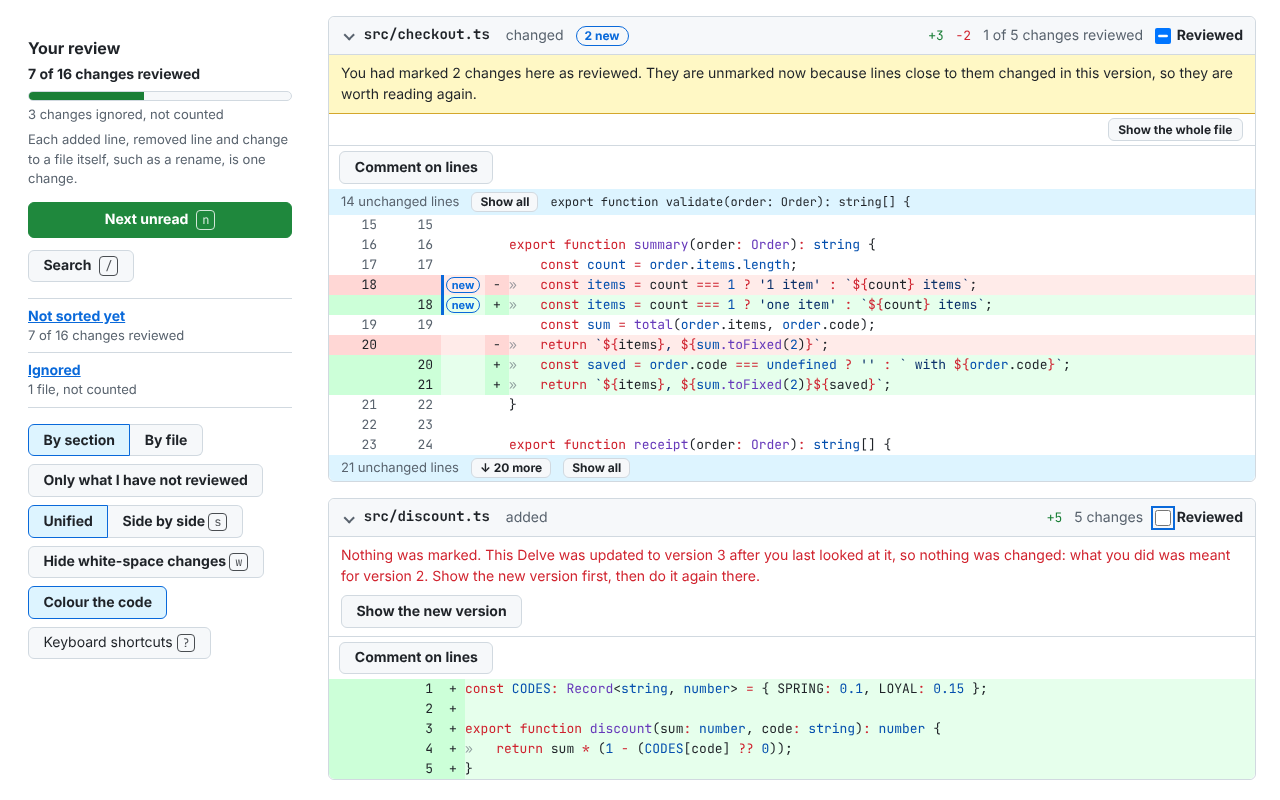 Your review
7 of 16 changes reviewed
3 changes ignored, not counted
Each added line, removed line and change
to a file itself, such as a rename, is one
change.
Next unread n
Search /
Not sorted yet
7 of 16 changes reviewed
Ignored
1 file, not counted
By section By file
Only what I have not reviewed
Unified Side by side s
Hide white-space changes w
Colour the code
Keyboard shortcuts ?
src/checkout.ts changed 2 new +3 -2 1 of 5 changes reviewed Reviewed
You had marked 2 changes here as reviewed. They are unmarked now because lines close to them changed in this version, so they are
worth reading again.
Show the whole file
Comment on lines
14 unchanged lines Show all export function validate(order: Order): string[] {
15 15
16 16 export function summary(order: Order): string {
17 17 const count = order.items.length;
18 new - » const items = count === 1 ? '1 item' : `${count} items`;
18 new + » const items = count === 1 ? 'one item' : `${count} items`;
19 19 const sum = total(order.items, order.code);
20 - » return `${items}, ${sum.toFixed(2)}`;
20 + » const saved = order.code === undefined ? '' : ` with ${order.code}`;
21 + » return `${items}, ${sum.toFixed(2)}${saved}`;
21 22 }
22 23
23 24 export function receipt(order: Order): string[] {
21 unchanged lines ↓ 20 more Show all
src/discount.ts added +5 5 changes Reviewed
Nothing was marked. This Delve was updated to version 3 after you last looked at it, so nothing was changed: what you did was meant
for version 2. Show the new version first, then do it again there.
Show the new version
Comment on lines
1 + const CODES: Record<string, number> = { SPRING: 0.1, LOYAL: 0.15 };
2 +
3 + export function discount(sum: number, code: string): number {
4 + » return sum * (1 - (CODES[code] ?? 0));
5 + }